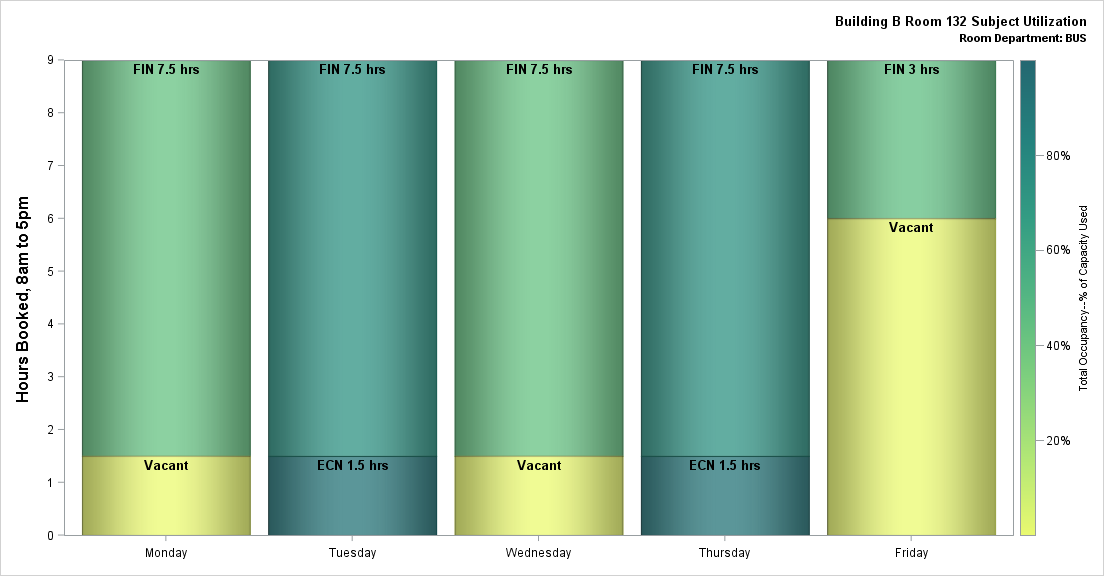 Building B Room 132 Subject Utilization
Room Department: BUS
Hours Booked, 8am to 5pm
9
8
7
6
5
4
3
2
1
0
FIN 7.5 hrs
Vacant
FIN 7.5 hrs
ECN 1.5 hrs
FIN 7.5 hrs
Vacant
FIN 7.5 hrs
ECN 1.5 hrs
FIN 3 hrs
Vacant
Monday
Tuesday
Wednesday
Thursday
Friday
80%
60%
40%
20%
Total Occupancy--% of Capacity Used